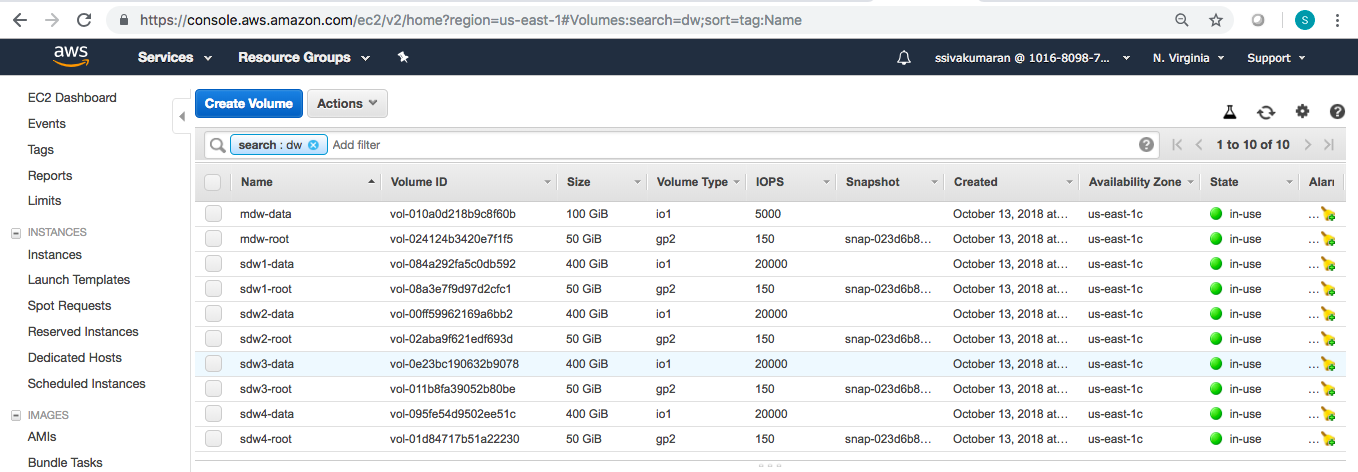 https://console.aws.amazon.com/ec2/v2/home?region=us-east-1#Volumes:search=dw;sort=tag:Name
S
aws Services Resource Groups ssivakumaran @ 1016-8098-7... N. Virginia Support
EC2 Dashboard
Events
Tags
Reports
Limits
INSTANCES
Instances
Launch Templates
Spot Requests
Reserved Instances
Dedicated Hosts
Scheduled Instances
IMAGES
AMIs
Bundle Tasks
Create Volume Actions
search : dw Add filter 1 to 10 of 10
Name Volume ID Size Volume Type IOPS Snapshot Created Availability Zone State Aları
mdw-data vol-010a0d218b9c8f60b 100 GiB io1 5000 October 13, 2018 at... us-east-1c in-use ...
mdw-root vol-024124b3420e7f1f5 50 GiB gp2 150 snap-023d6b8... October 13, 2018 at... us-east-1c in-use ...
sdw1-data vol-084a292fa5c0db592 400 GiB io1 20000 October 13, 2018 at... us-east-1c in-use ...
sdw1-root vol-08a3e7f9d97d2cfc1 50 GiB gp2 150 snap-023d6b8... October 13, 2018 at... us-east-1c in-use ...
sdw2-data vol-00ff59962169a6bb2 400 GiB io1 20000 October 13, 2018 at... us-east-1c in-use ...
sdw2-root vol-02aba9f621edf693d 50 GiB gp2 150 snap-023d6b8... October 13, 2018 at... us-east-1c in-use ...
sdw3-data vol-0e23bc190632b9078 400 GiB io1 20000 October 13, 2018 at... us-east-1c in-use ...
sdw3-root vol-011b8fa39052b80be 50 GiB gp2 150 snap-023d6b8... October 13, 2018 at... us-east-1c in-use ...
sdw4-data vol-095fe54d9502ee51c 400 GiB io1 20000 October 13, 2018 at... us-east-1c in-use ...
sdw4-root vol-01d84717b51a22230 50 GiB gp2 150 snap-023d6b8... October 13, 2018 at... us-east-1c in-use ...